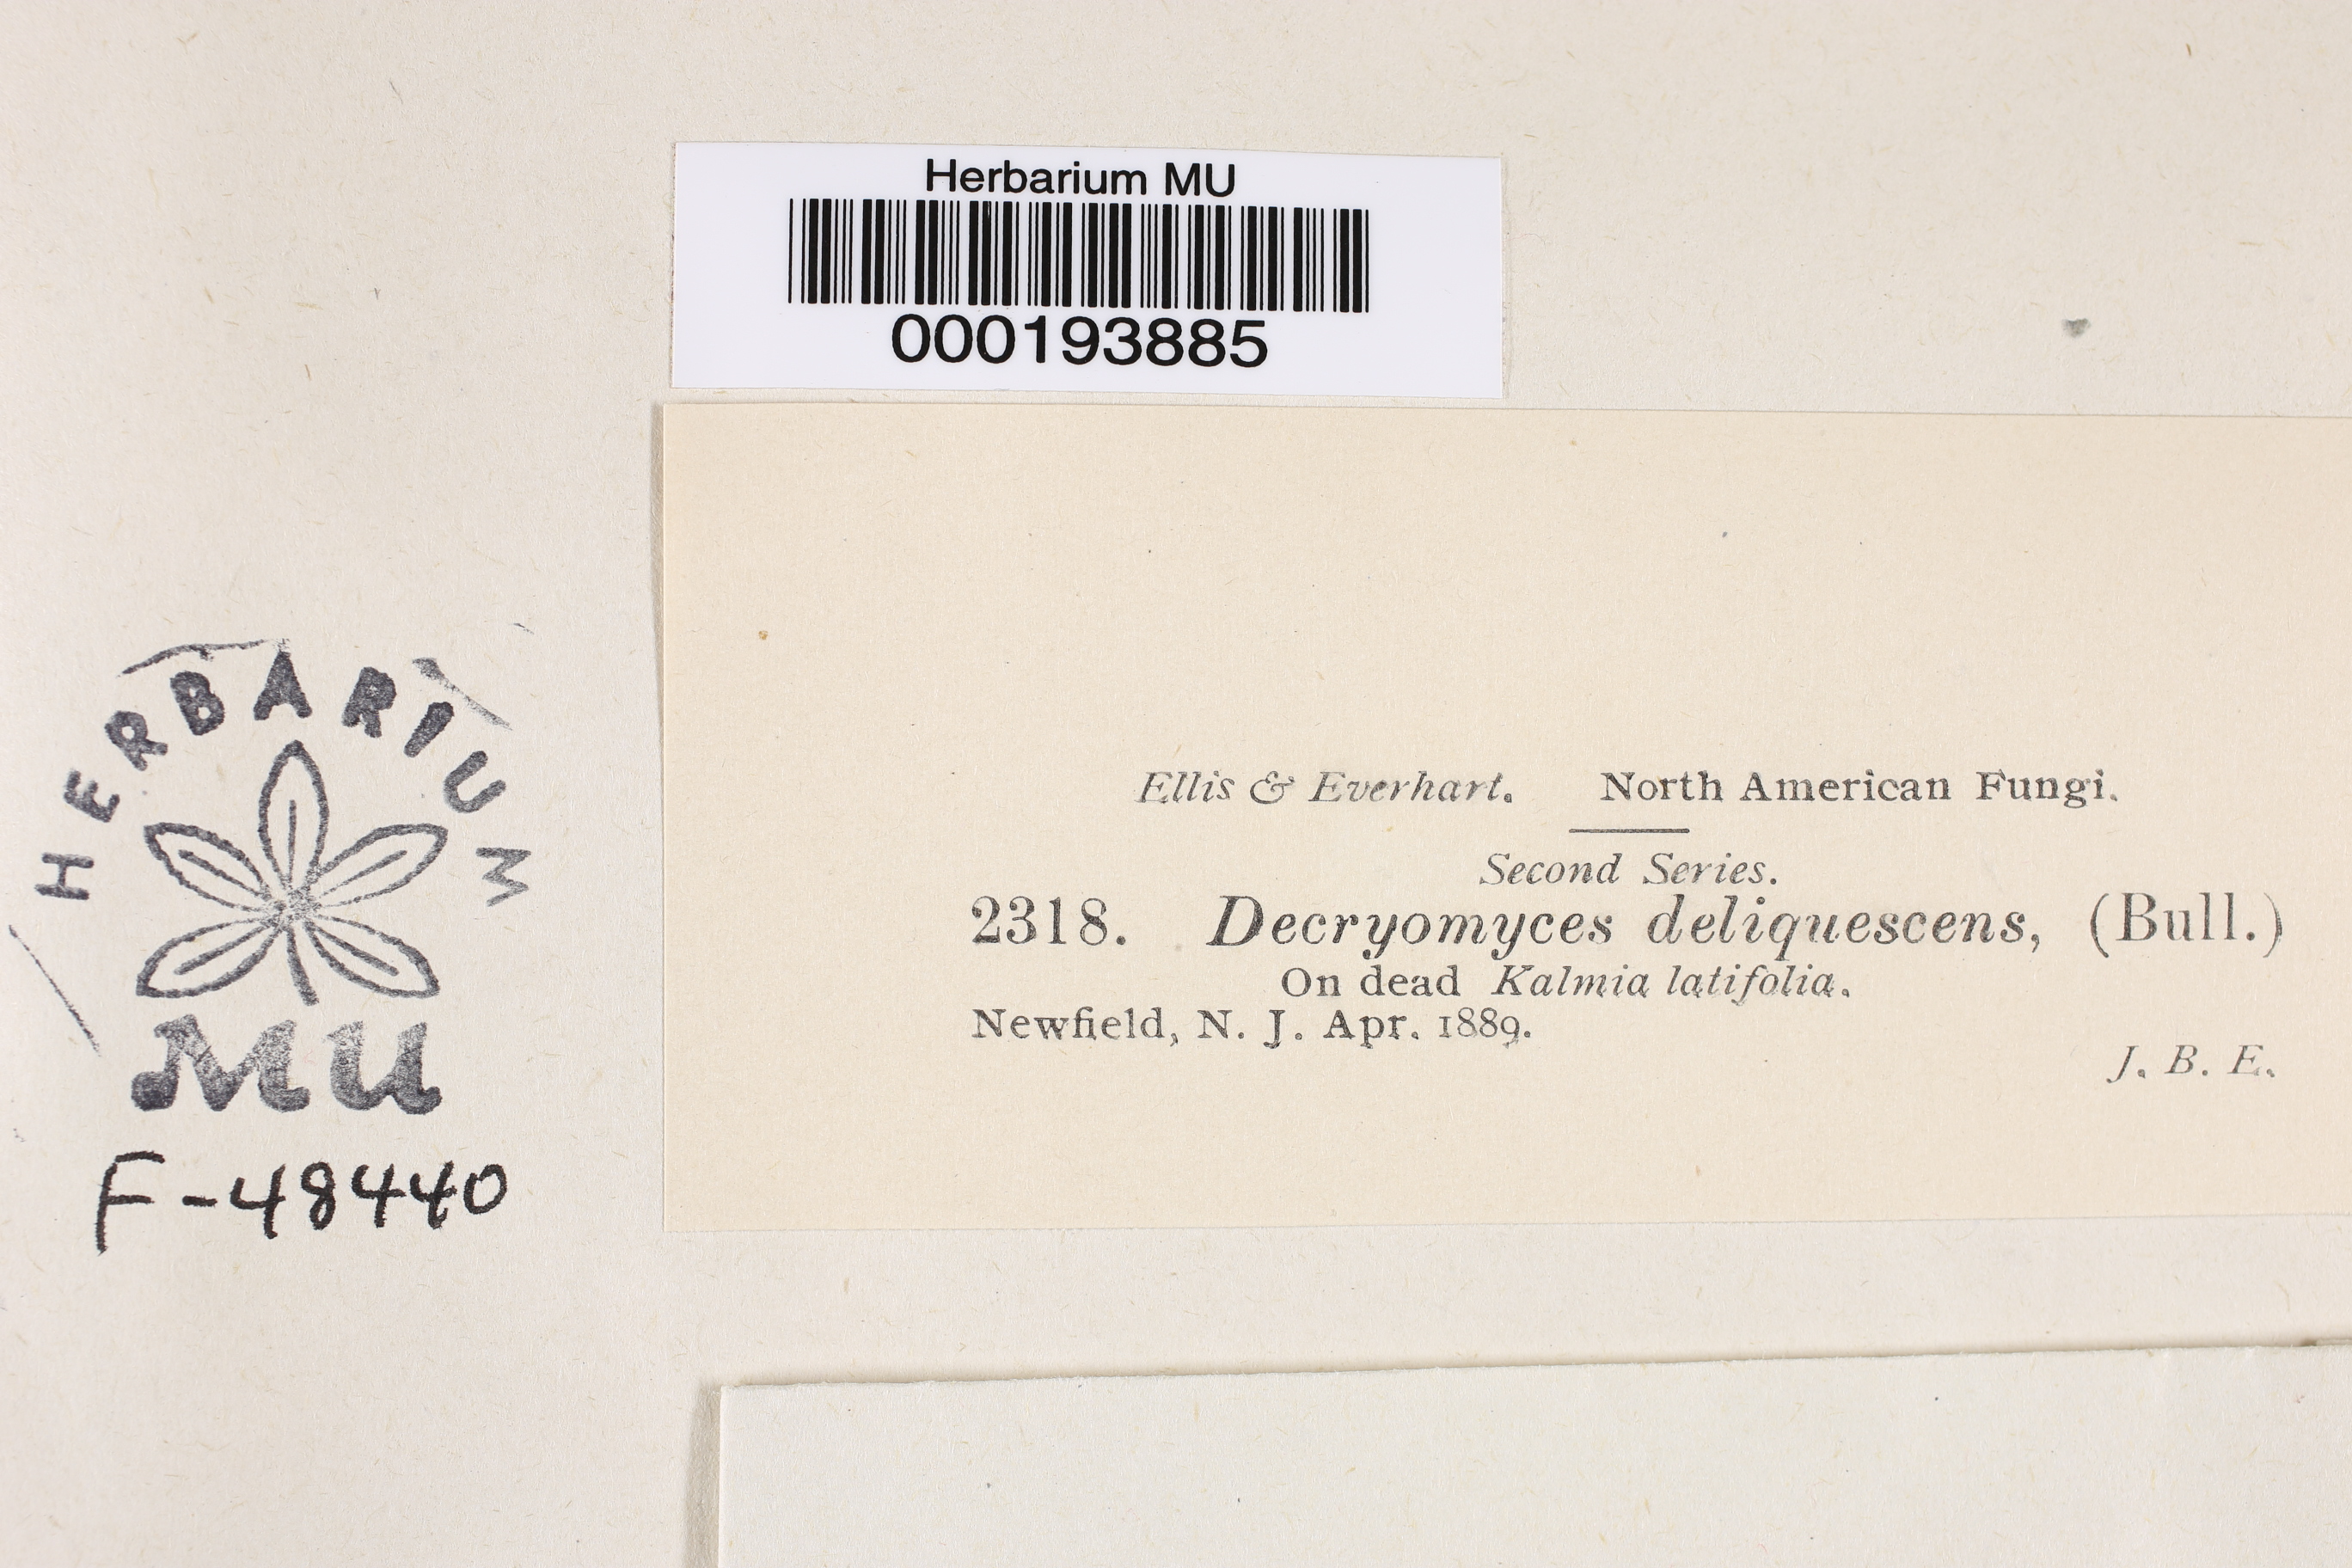 Herbarium MU
000193885
HERBARIUM
MU
F-48440
Ellis & Everhart. North American Fungi.
Second Series.
2318. Decryomyces deliquescens, (Bull.)
On dead Kalmia latifolia.
Newfield, N. J. Apr. 1889.
J. B. E.